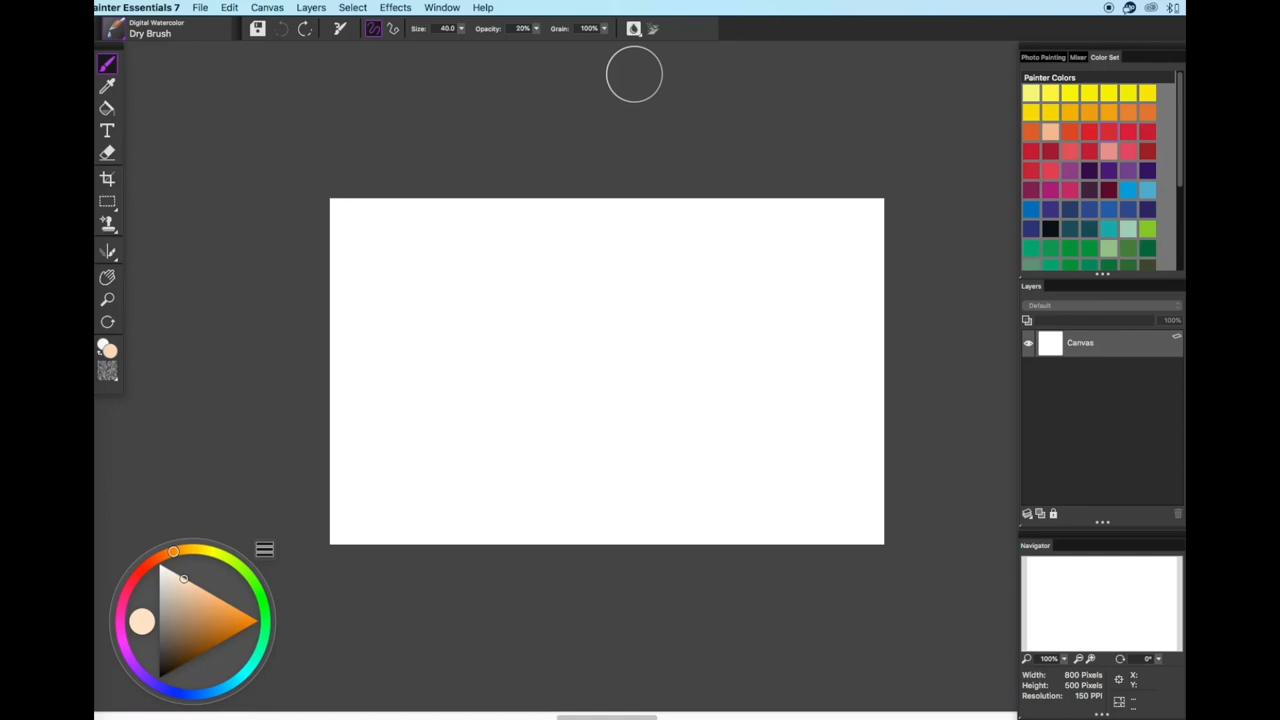 ainter Essentials 7 File Edit Canvas Layers Select Effects Window Help
Digital Watercolor
Dry Brush
Size: 40.0 Opacity: 20% Grain: 100%
Photo Painting Mixer Color Set
Painter Colors
Layers
Default
100%
Canvas
Navigator
100% 0°
Width: 800 Pixels X:
Height: 500 Pixels Y:
Resolution: 150 PPI